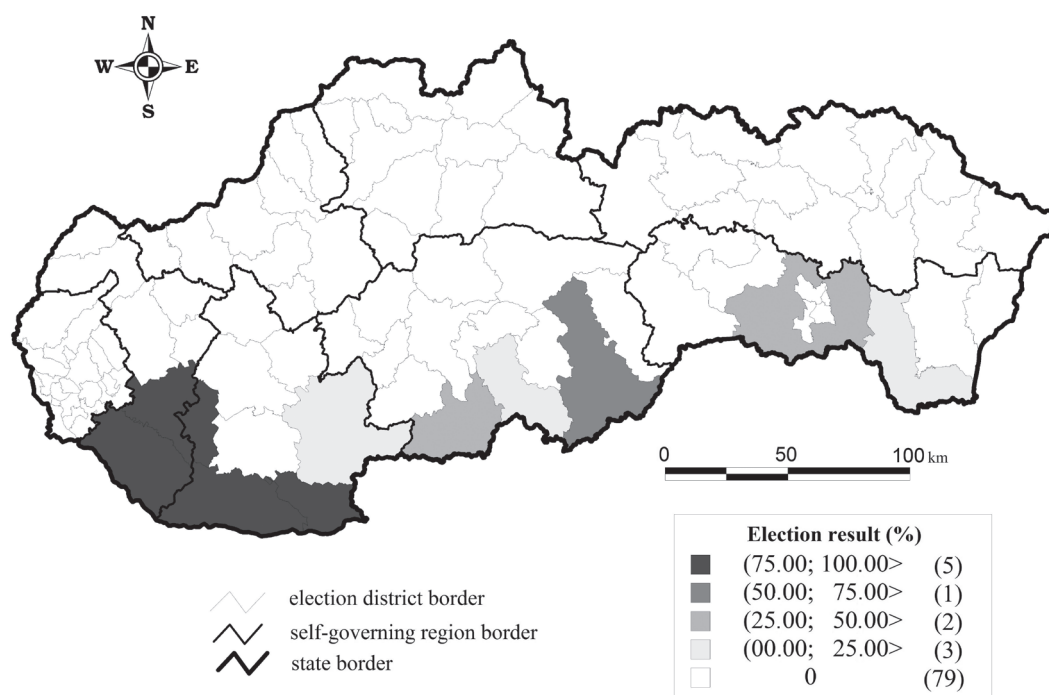 N
W E
S
0 50 100 km
Election result (%)
(75.00; 100.00> (5)
(50.00; 75.00> (1)
(25.00; 50.00> (2)
(00.00; 25.00> (3)
0 (79)
election district border
self-governing region border
state border